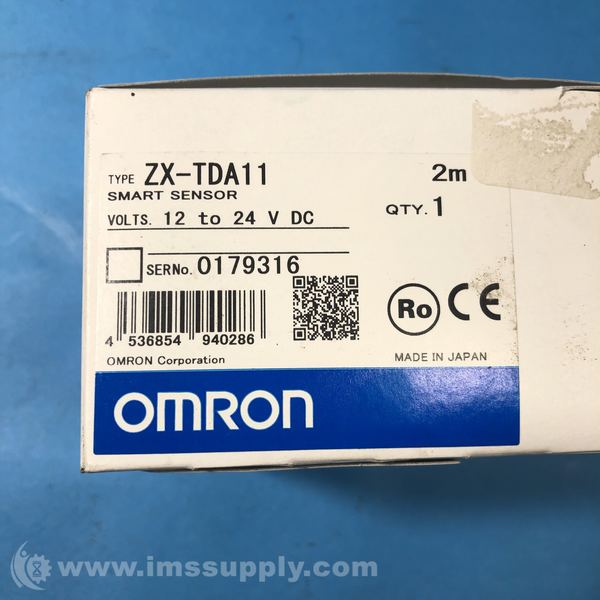 TYPE ZX-TDA11 2m
SMART SENSOR
QTY. 1
VOLTS. 12 to 24 V DC
SERNo. 0179316
Ro CE
4 536854 940286
OMRON Corporation
MADE IN JAPAN
OMRON
www.imssupply.com